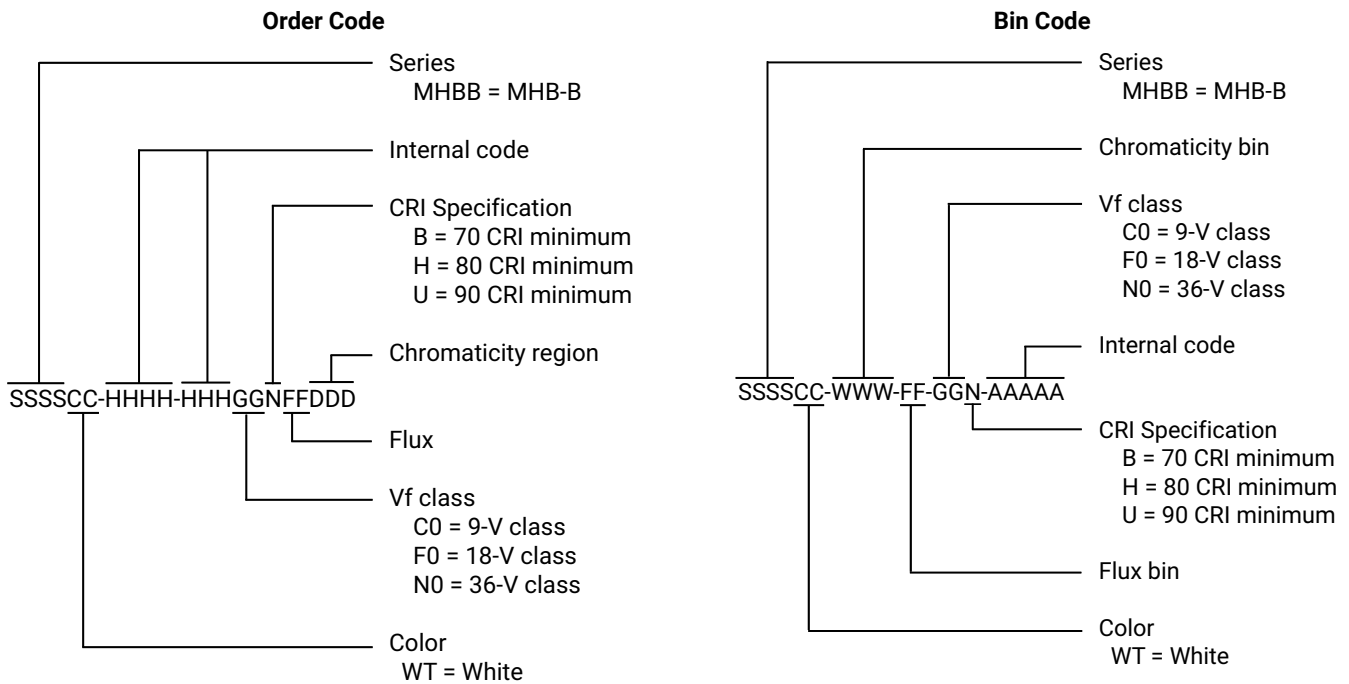 Order Code
Series
MHBB = MHB-B
Internal code
CRI Specification
B = 70 CRI minimum
H = 80 CRI minimum
U = 90 CRI minimum
Chromaticity region
SSSSCC-HHHH-HHHGGNFFDDD
Flux
Vf class
C0 = 9-V class
F0 = 18-V class
N0 = 36-V class
Color
WT = White
Bin Code
Series
MHBB = MHB-B
Chromaticity bin
Vf class
C0 = 9-V class
F0 = 18-V class
N0 = 36-V class
Internal code
SSSSCC-WWW-FF-GGN-AAAAA
CRI Specification
B = 70 CRI minimum
H = 80 CRI minimum
U = 90 CRI minimum
Flux bin
Color
WT = White